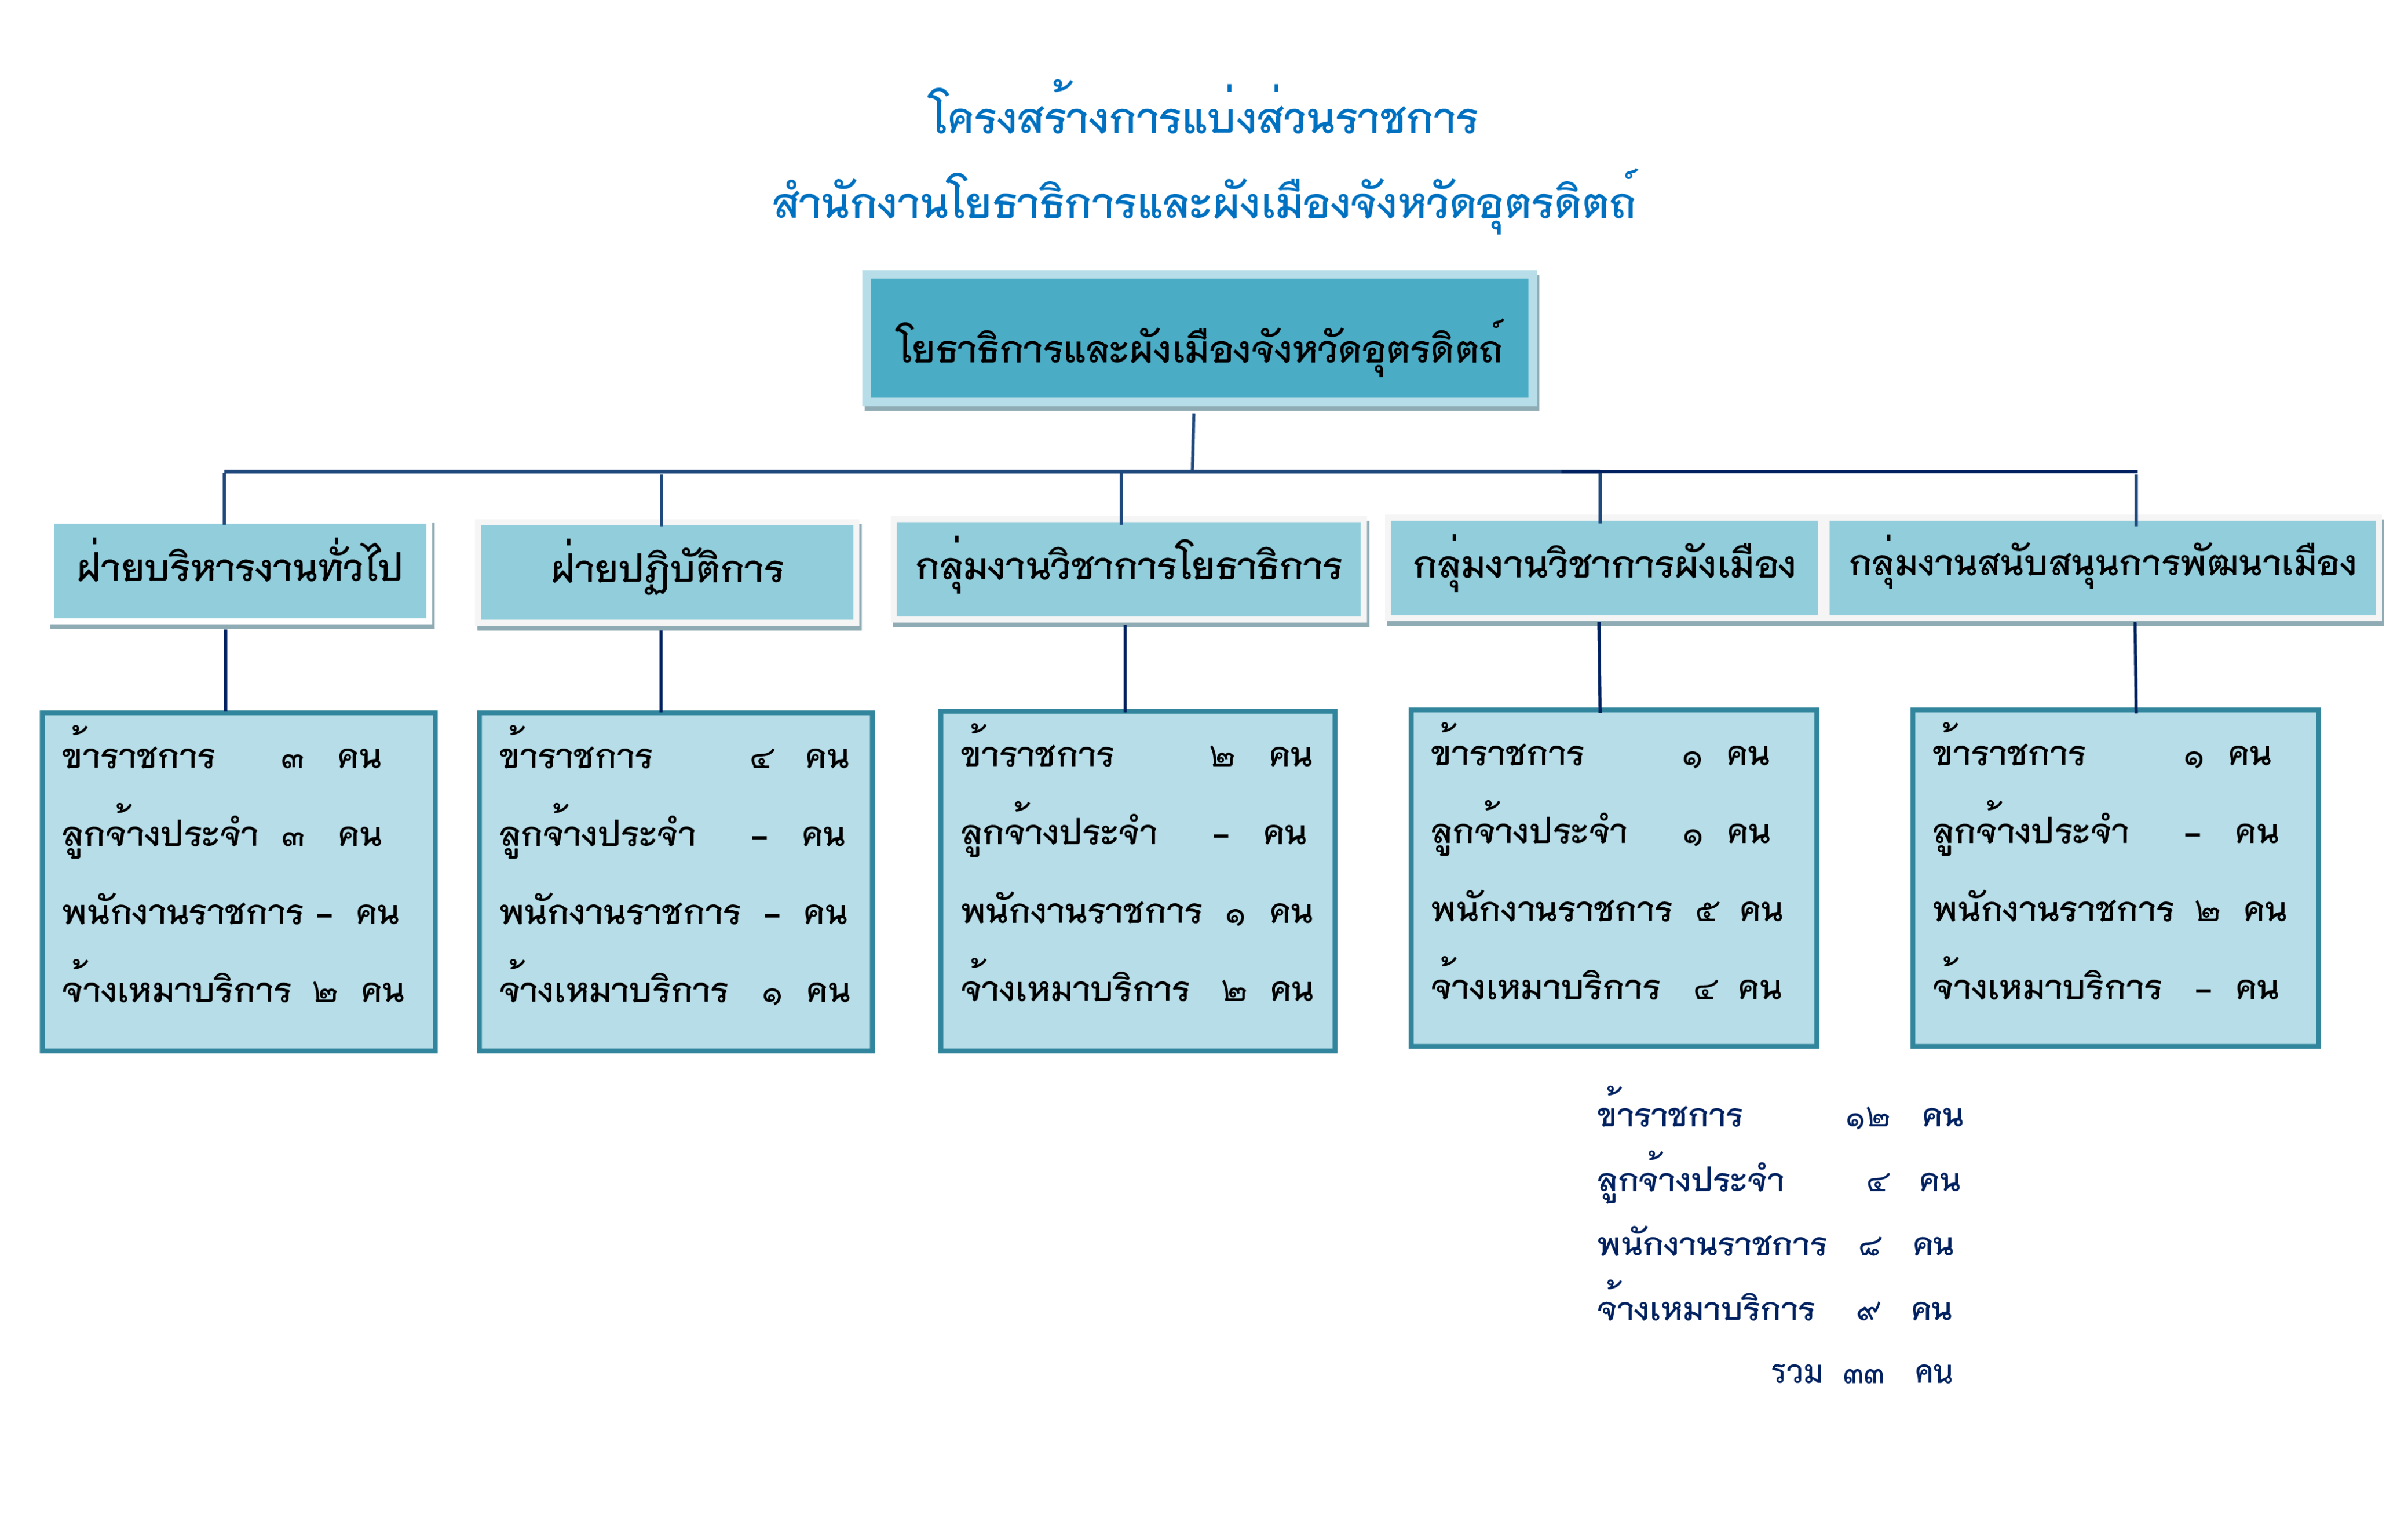 โครงสร้างการแบ่งส่วนราชการ
สำนักงานโยธาธิการและผังเมืองจังหวัดอุตรดิตถ์
โยธาธิการและผังเมืองจังหวัดอุตรดิตถ์
ฝ่ายบริหารงานทั่วไป
ฝ่ายปฏิบัติการ
กลุ่มงานวิชาการโยธาธิการ
กลุ่มงานวิชาการผังเมือง
กลุ่มงานสนับสนุนการพัฒนาเมือง
ข้าราชการ ๓ คน
ลูกจ้างประจำ ๓ คน
พนักงานราชการ – คน
จ้างเหมาบริการ ๒ คน
ข้าราชการ ๔ คน
ลูกจ้างประจำ – คน
พนักงานราชการ – คน
จ้างเหมาบริการ ๑ คน
ข้าราชการ ๒ คน
ลูกจ้างประจำ – คน
พนักงานราชการ ๑ คน
จ้างเหมาบริการ ๒ คน
ข้าราชการ ๑ คน
ลูกจ้างประจำ ๑ คน
พนักงานราชการ ๕ คน
จ้างเหมาบริการ ๔ คน
ข้าราชการ ๑ คน
ลูกจ้างประจำ – คน
พนักงานราชการ ๒ คน
จ้างเหมาบริการ – คน
ข้าราชการ ๑๒ คน
ลูกจ้างประจำ ๔ คน
พนักงานราชการ ๘ คน
จ้างเหมาบริการ ๙ คน
รวม ๓๓ คน